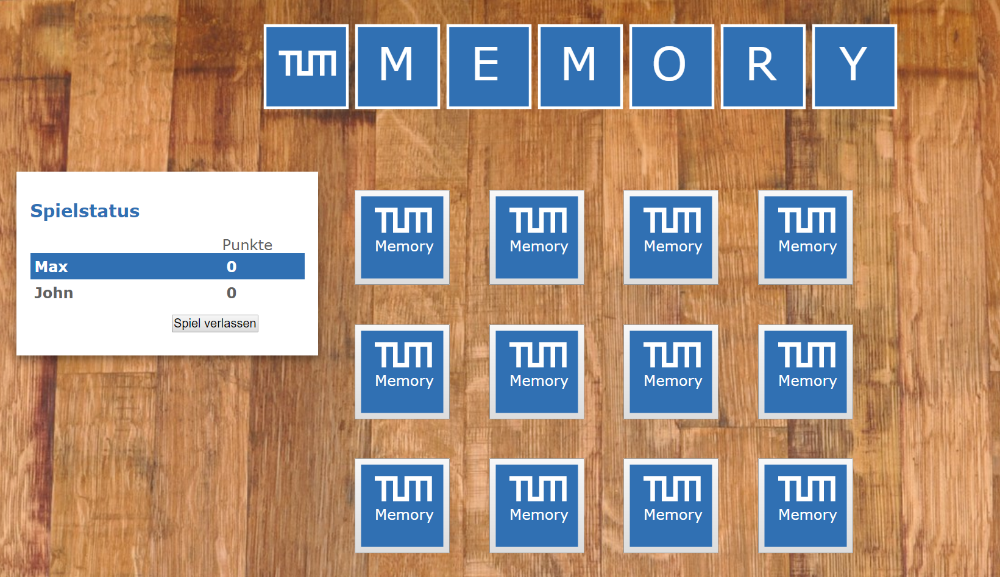 TUM M E M O R Y
Spielstatus
Punkte
Max 0
John 0
Spiel verlassen
TUM TUM TUM TUM
Memory Memory Memory Memory
TUM TUM TUM TUM
Memory Memory Memory Memory
TUM TUM TUM TUM
Memory Memory Memory Memory